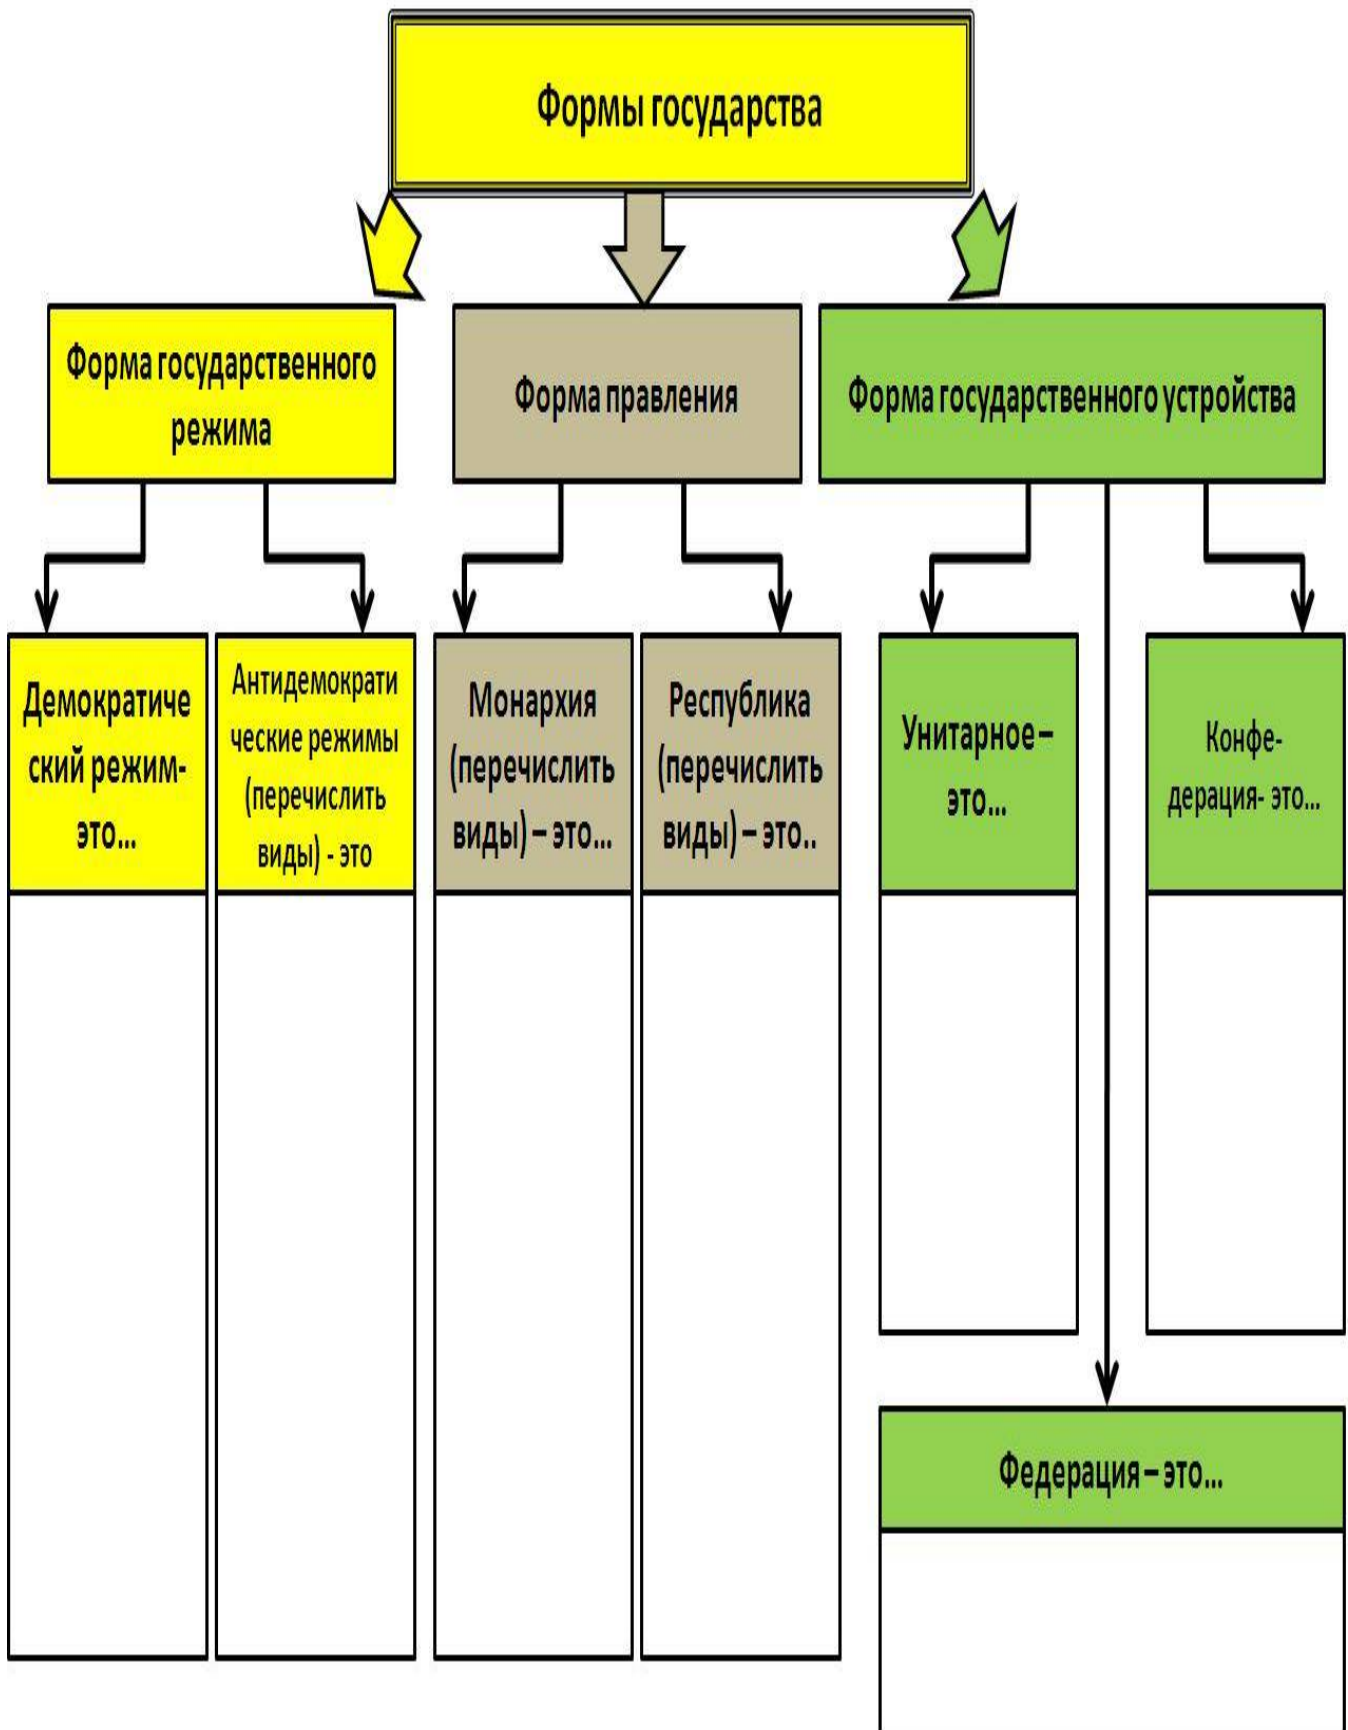 Формы государства
Форма государственного
режима
Форма правления
Форма государственного устройства
Демократиче
ский режим-
это...
Антидемократи
ческие режимы
(перечислить
виды) - это
Монархия
(перечислить
виды) – это...
Республика
(перечислить
виды) – это..
Унитарное –
это...
Конфе-
дерация- это...
Федерация – это...